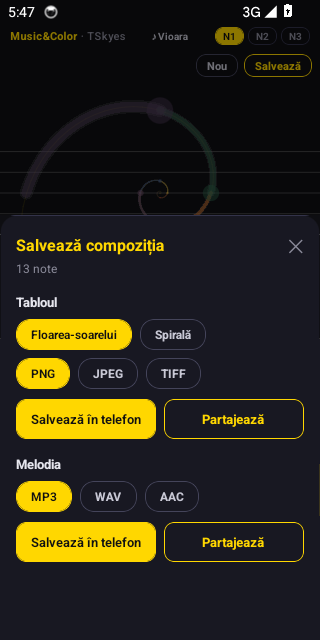 5:47 3G
Music&Color · TSkyes ♪Vioara N1 N2 N3
Nou Salvează
Salvează compoziția
13 note
Tabloul
Floarea-soarelui Spirală
PNG JPEG TIFF
Salvează în telefon Partajează
Melodia
MP3 WAV AAC
Salvează în telefon Partajează